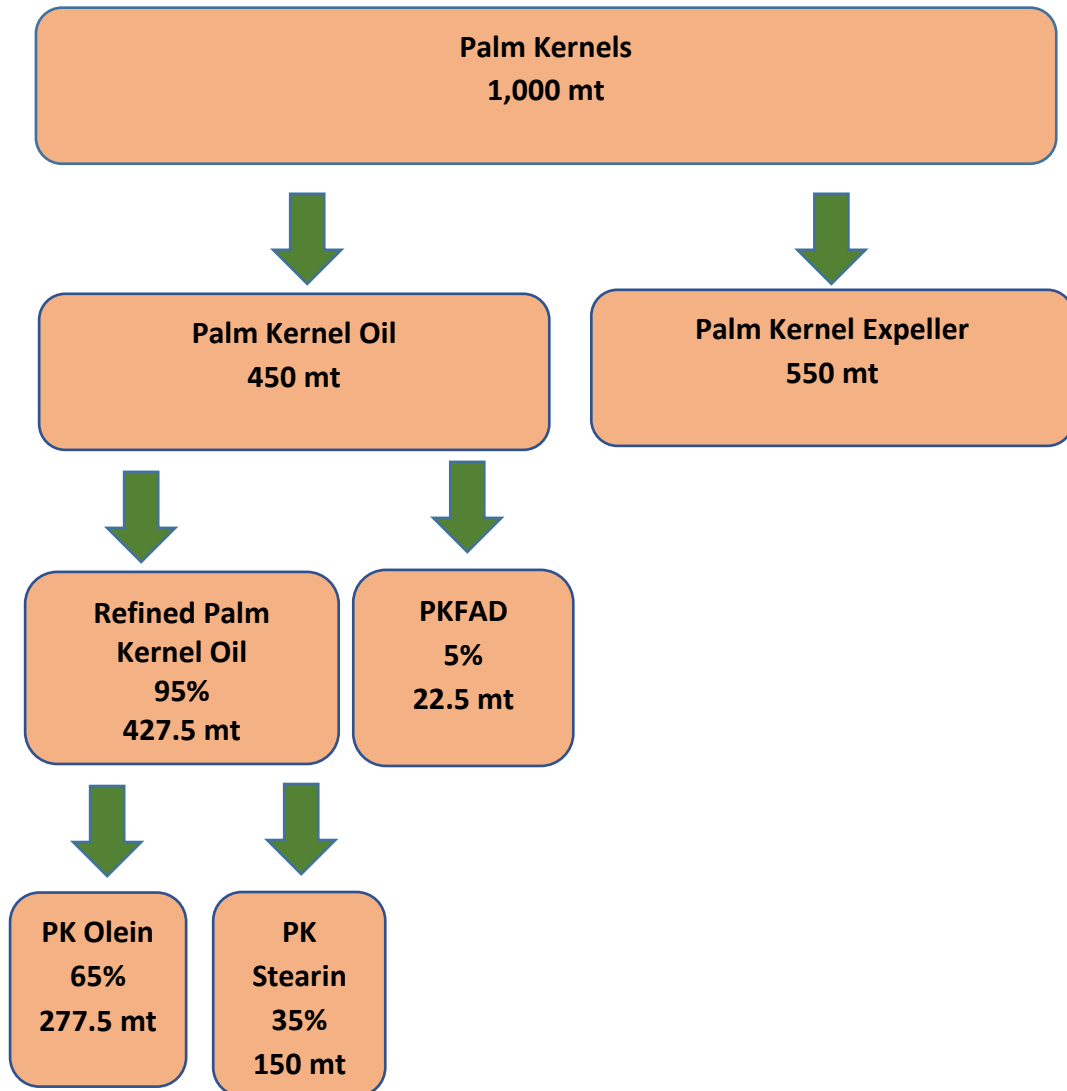 Palm Kernels
1,000 mt
Palm Kernel Oil
450 mt
Palm Kernel Expeller
550 mt
Refined Palm
Kernel Oil
95%
427.5 mt
PKFAD
5%
22.5 mt
PK Olein
65%
277.5 mt
PK
Stearin
35%
150 mt